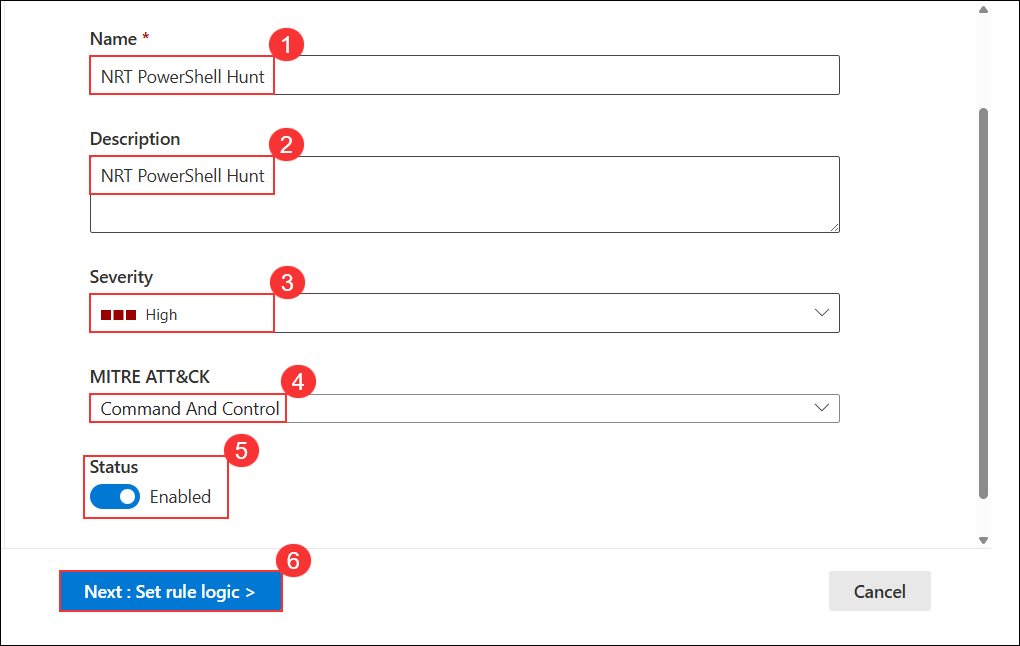 Name *
1
NRT PowerShell Hunt
Description
2
NRT PowerShell Hunt
Severity
3
High
MITRE ATT&CK
4
Command And Control
5
Status
Enabled
6
Next : Set rule logic >
Cancel